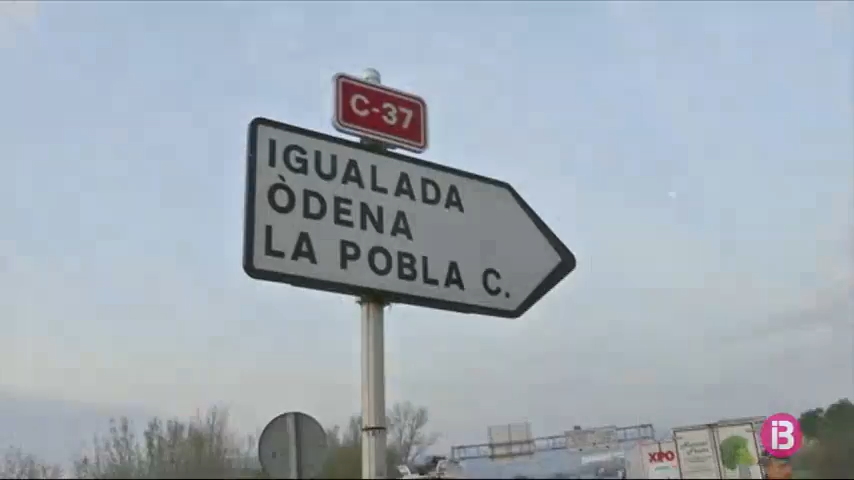 C-37
IGUALADA
ÒDENA
LA POBLA C.
XPO